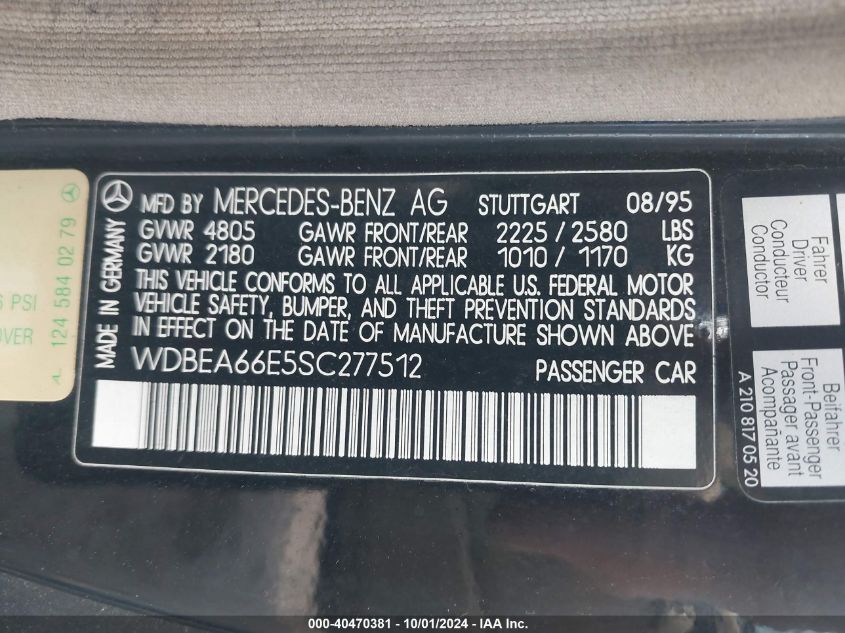 MFD BY MERCEDES-BENZ AG STUTTGART 08/95
GVWR 4805 GAWR FRONT/REAR 2225 / 2580 LBS
GVWR 2180 GAWR FRONT/REAR 1010 / 1170 KG
THIS VEHICLE CONFORMS TO ALL APPLICABLE U.S. FEDERAL MOTOR
VEHICLE SAFETY, BUMPER, AND THEFT PREVENTION STANDARDS
IN EFFECT ON THE DATE OF MANUFACTURE SHOWN ABOVE
WDBEA66E5SC277512 PASSENGER CAR
MADE IN GERMANY
PSI
OVER
A 124 584 02 79
Fahrer
Driver
Conducteur
Conductor
Beifahrer
Front-Passenger
Passager avant
Acompañante
A 210 817 05 20
000-40470381 - 10/01/2024 - IAA Inc.